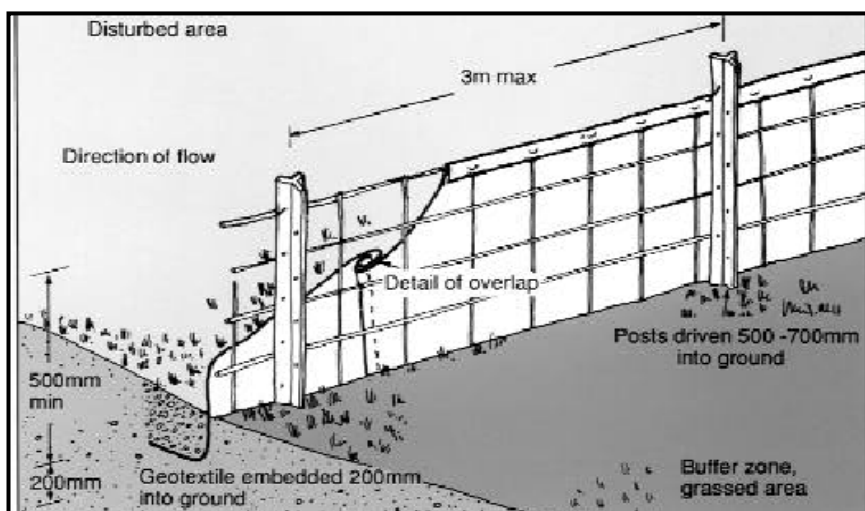 Disturbed area
3m max
Direction of flow
Detail of overlap
Posts driven 500 -700mm
into ground
500mm
min
200mm
Geotextile embedded 200mm
into ground
Buffer zone,
grassed area